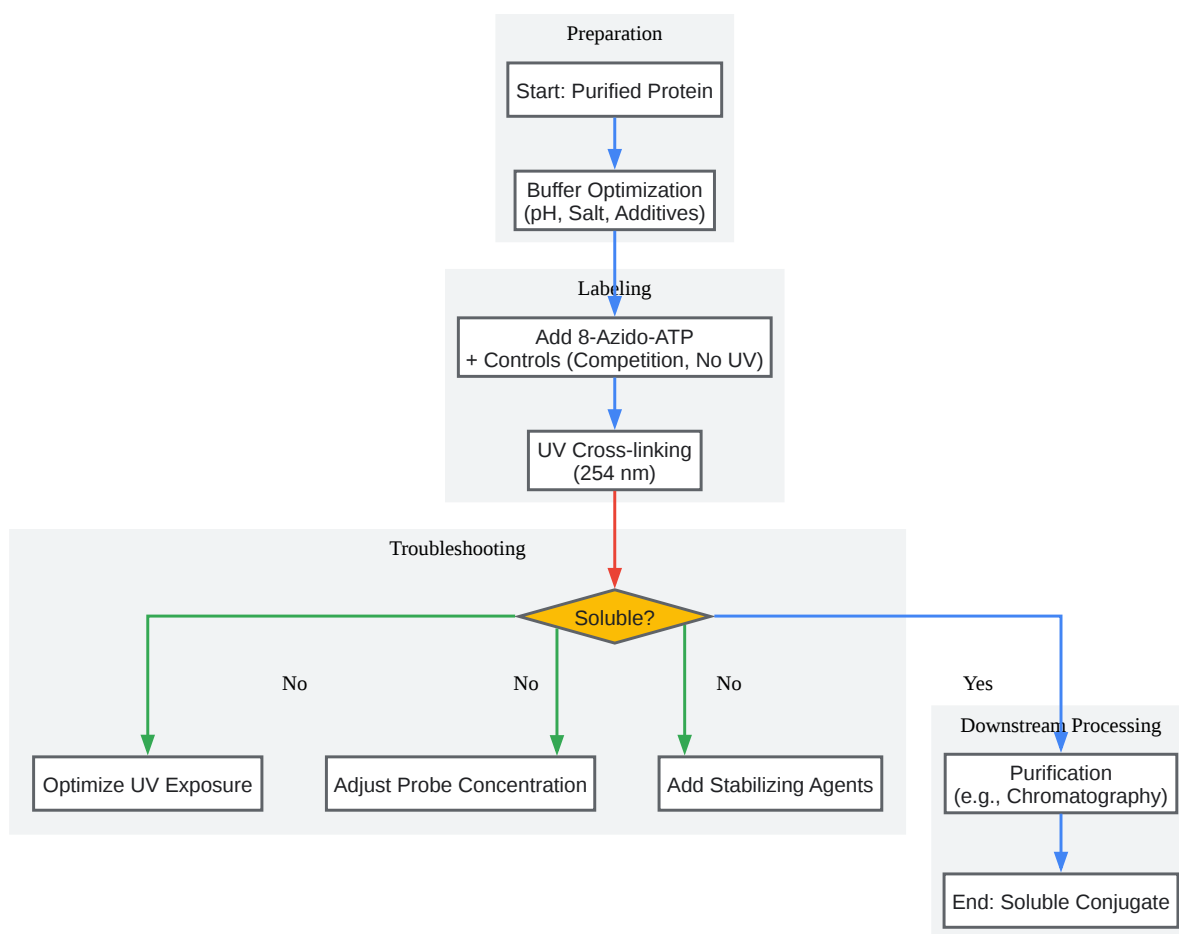 Preparation
Start: Purified Protein
Buffer Optimization
(pH, Salt, Additives)
Labeling
Add 8-Azido-ATP
+ Controls (Competition, No UV)
UV Cross-linking
(254 nm)
Troubleshooting
Soluble?
No
No
No
Yes
Downstream Processing
Optimize UV Exposure
Adjust Probe Concentration
Add Stabilizing Agents
Purification
(e.g., Chromatography)
End: Soluble Conjugate